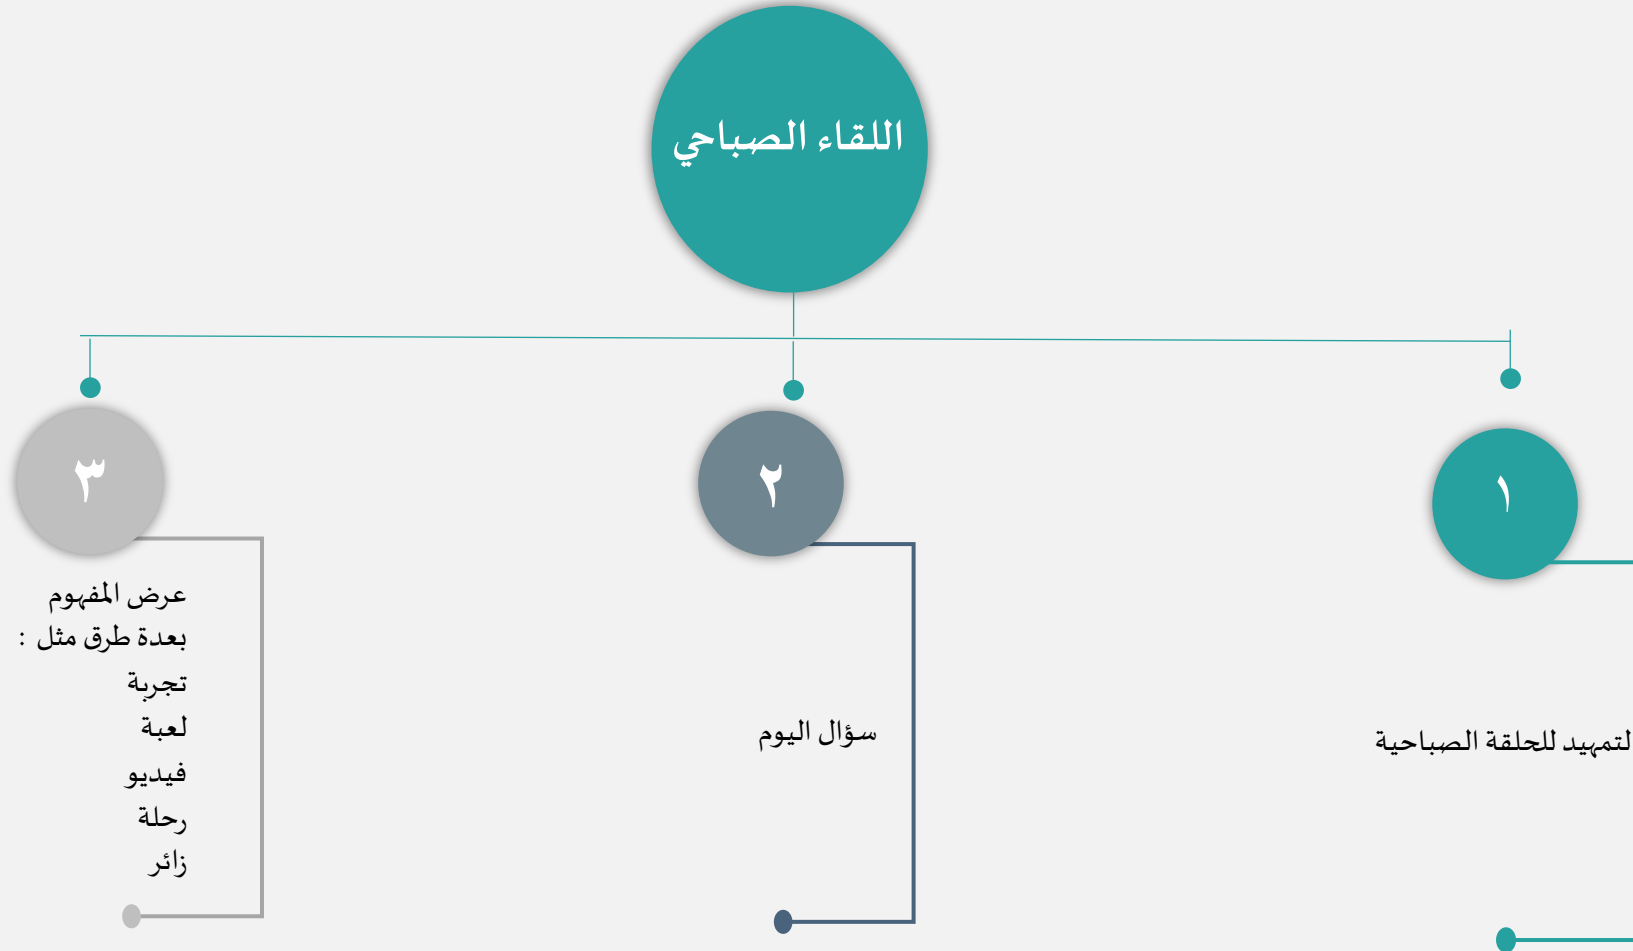 اللقاء الصباحي
١
لتمهيد للحلقة الصباحية
٢
سؤال اليوم
٣
عرض المفهوم
بعدة طرق مثل :
تجربة
لعبة
فيديو
رحلة
زائر